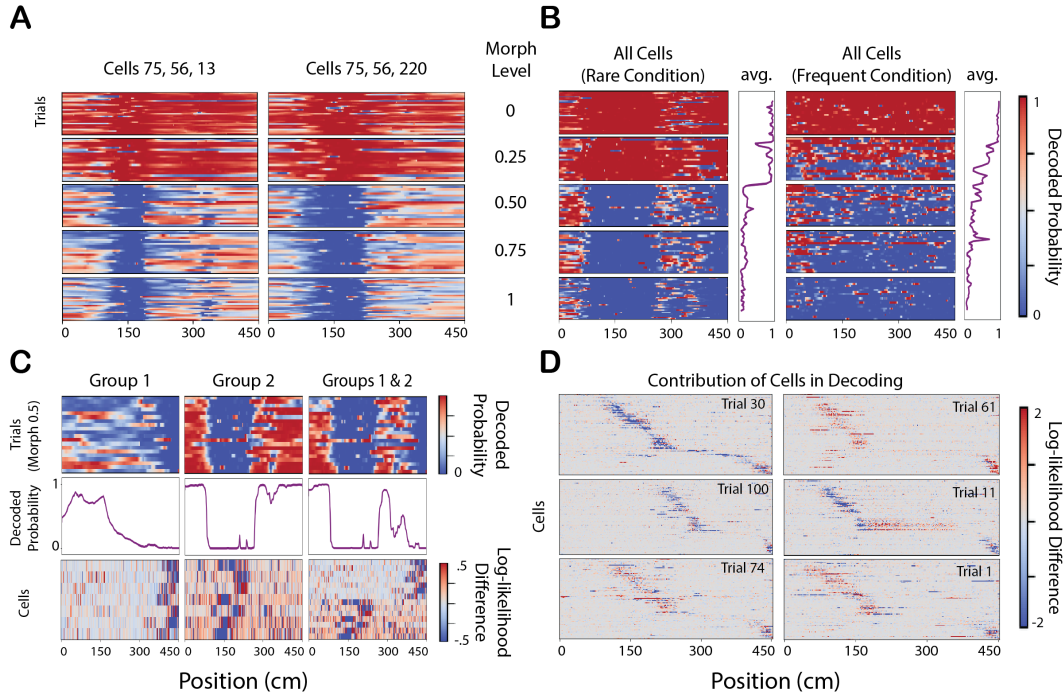 A
B
Cells 75, 56, 13
Cells 75, 56, 220
Morph
Level
All Cells
(Rare Condition)
avg.
All Cells
(Frequent Condition)
avg.
Trials
0
0.25
0.50
0.75
1
1
Decoded Probability
0
0 150 300 450
0 150 300 450
0 150 300 450
0 1
0 150 300 450
0 1
C
D
Group 1
Group 2
Groups 1 & 2
Trials
(Morph 0.5)
Decoded
Probability
0
Decoded
Probability
1
0
Cells
.5
Log-likelihood
Difference
-.5
0 150 300 450
0 150 300 450
0 150 300 450
Position (cm)
Contribution of Cells in Decoding
Trial 30
Trial 61
Trial 100
Trial 11
Trial 74
Trial 1
Cells
2
Log-likelihood Difference
-2
150 300 450
150 300 450
Position (cm)